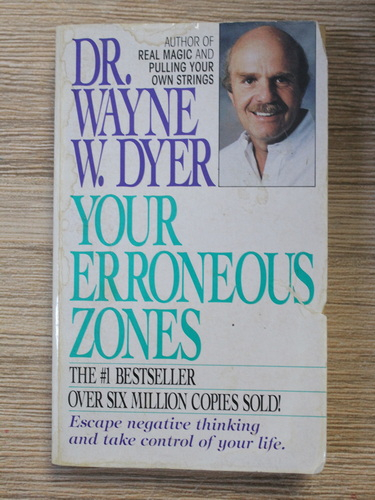 DR.
WAYNE
W. DYER
AUTHOR OF
REAL MAGIC AND
PULLING YOUR
OWN STRINGS
YOUR
ERRONEOUS
ZONES
THE #1 BESTSELLER
OVER SIX MILLION COPIES SOLD!
Escape negative thinking
and take control of your life.